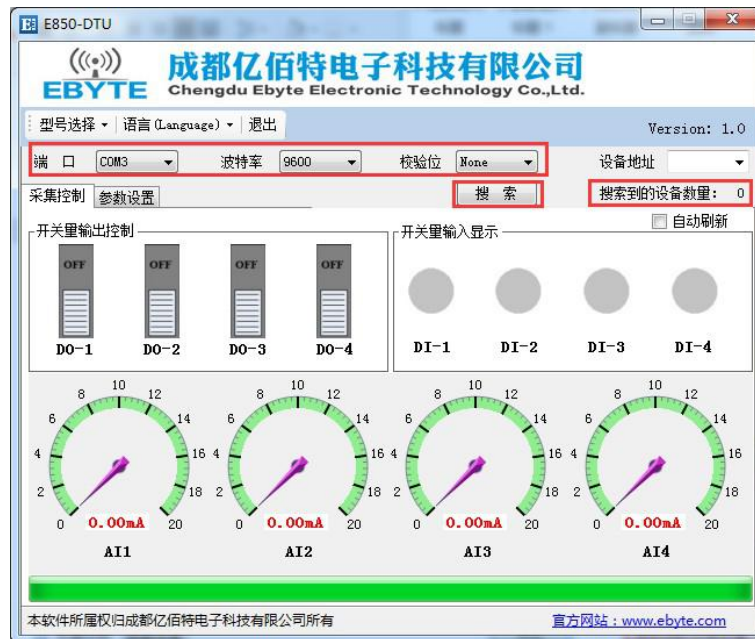 E850-DTU
EBYTE
成都亿佰特电子科技有限公司
Chengdu Ebyte Electronic Technology Co.,Ltd.
型号选择 语言(Language) 退出
Version: 1.0
端 口 COM3 波特率 9600 校验位 None 设备地址
采集控制 参数设置 搜 索 搜索到的设备数量: 0
自动刷新
开关量输出控制 开关量输入显示
OFF OFF OFF OFF
DO-1 DO-2 DO-3 DO-4 DI-1 DI-2 DI-3 DI-4
0 2 4 6 8 10 12 14 16 18 20
0.00mA
AI1
0 2 4 6 8 10 12 14 16 18 20
0.00mA
AI2
0 2 4 6 8 10 12 14 16 18 20
0.00mA
AI3
0 2 4 6 8 10 12 14 16 18 20
0.00mA
AI4
本软件所属权归成都亿佰特电子科技有限公司所有 官方网站:www.ebyte.com